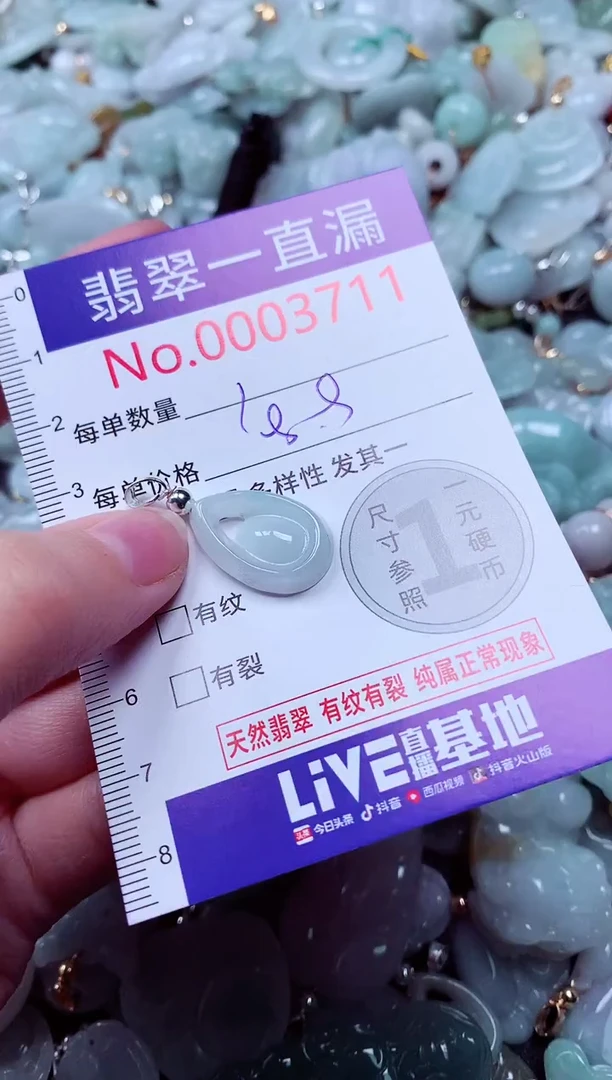 翡翠一直漏
No.0003711
0
1
2
3
6
7
8
每单数量
188
每单价格
多样性 发其一
尺寸参照
1
一元硬币
有纹
有裂
天然翡翠 有纹有裂 纯属正常现象
LiVE直播基地
头条 今日头条 抖音 西瓜视频 抖音火山版